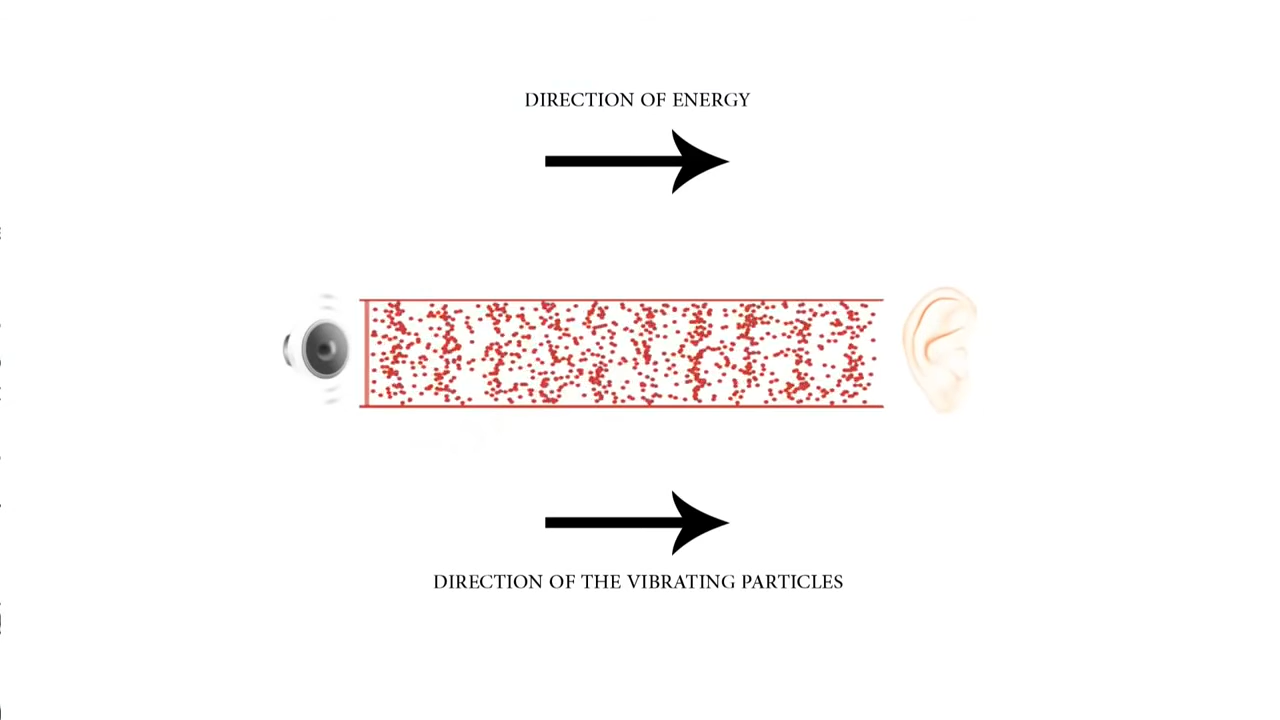 DIRECTION OF ENERGY
DIRECTION OF THE VIBRATING PARTICLES